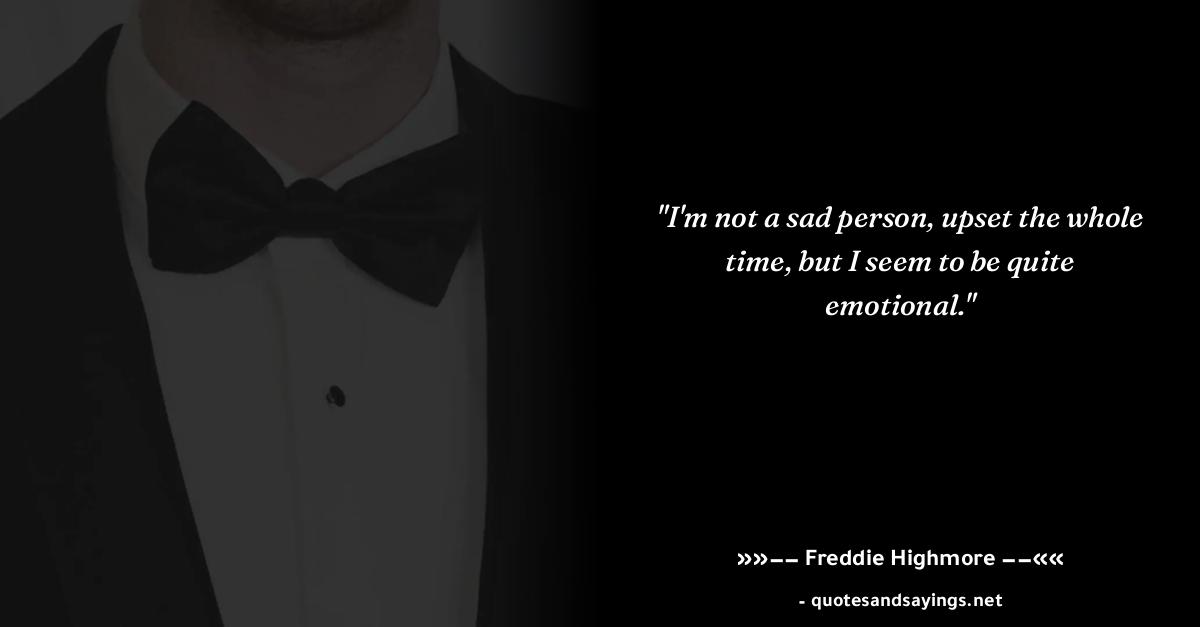 "I'm not a sad person, upset the whole
time, but I seem to be quite
emotional."
»»−− Freddie Highmore −−««
- quotesandsayings.net